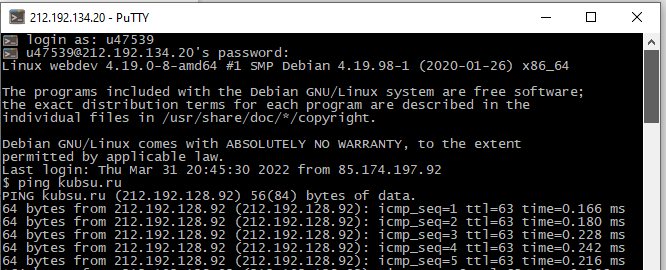 212.192.134.20 - PuTTY
login as: u47539
u47539@212.192.134.20's password:
Linux webdev 4.19.0-8-amd64 #1 SMP Debian 4.19.98-1 (2020-01-26) x86_64
The programs included with the Debian GNU/Linux system are free software;
the exact distribution terms for each program are described in the
individual files in /usr/share/doc/*/copyright.
Debian GNU/Linux comes with ABSOLUTELY NO WARRANTY, to the extent
permitted by applicable law.
Last login: Thu Mar 31 20:45:30 2022 from 85.174.197.92
$ ping kubsu.ru
PING kubsu.ru (212.192.128.92) 56(84) bytes of data.
64 bytes from 212.192.128.92 (212.192.128.92): icmp_seq=1 ttl=63 time=0.166 ms
64 bytes from 212.192.128.92 (212.192.128.92): icmp_seq=2 ttl=63 time=0.180 ms
64 bytes from 212.192.128.92 (212.192.128.92): icmp_seq=3 ttl=63 time=0.228 ms
64 bytes from 212.192.128.92 (212.192.128.92): icmp_seq=4 ttl=63 time=0.242 ms
64 bytes from 212.192.128.92 (212.192.128.92): icmp_seq=5 ttl=63 time=0.216 ms